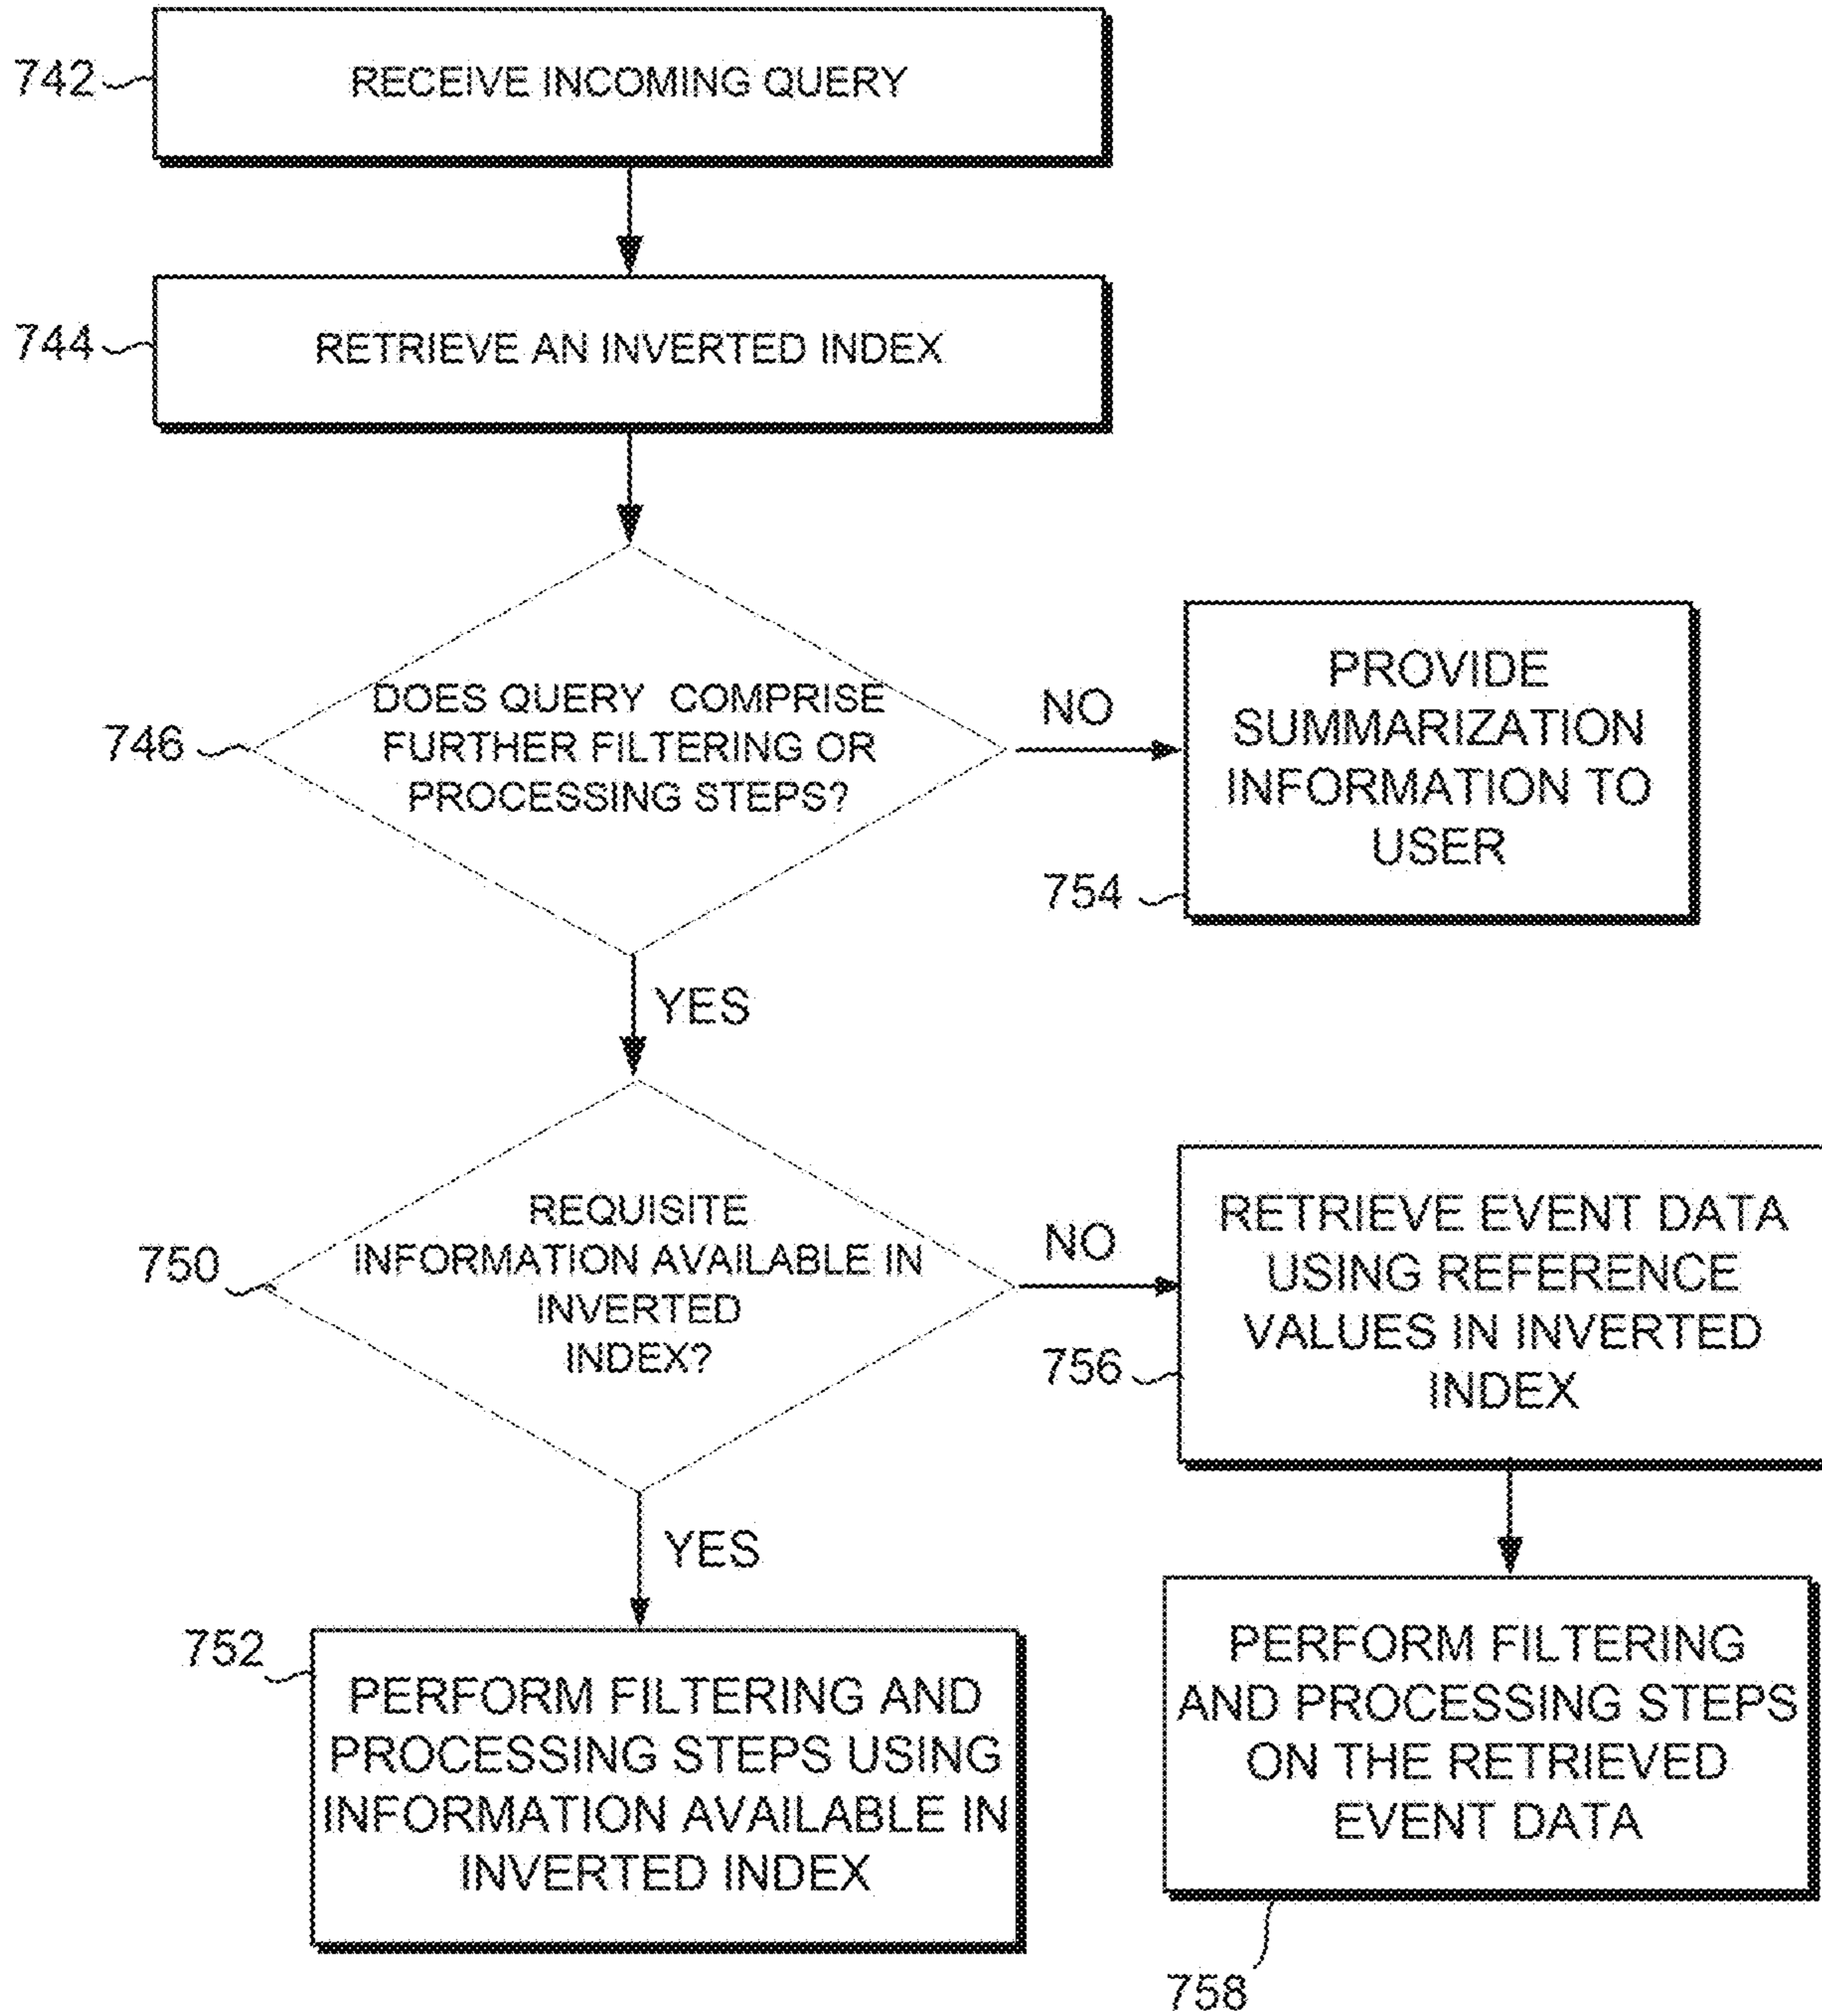 742
RECEIVE INCOMING QUERY
744
RETRIEVE AN INVERTED INDEX
746
DOES QUERY COMPRISE
FURTHER FILTERING OR
PROCESSING STEPS?
NO
754
PROVIDE
SUMMARIZATION
INFORMATION TO
USER
YES
750
REQUISITE
INFORMATION AVAILABLE IN
INVERTED
INDEX?
NO
756
RETRIEVE EVENT DATA
USING REFERENCE
VALUES IN INVERTED
INDEX
YES
752
PERFORM FILTERING AND
PROCESSING STEPS USING
INFORMATION AVAILABLE IN
INVERTED INDEX
PERFORM FILTERING
AND PROCESSING STEPS
ON THE RETRIEVED
EVENT DATA
758